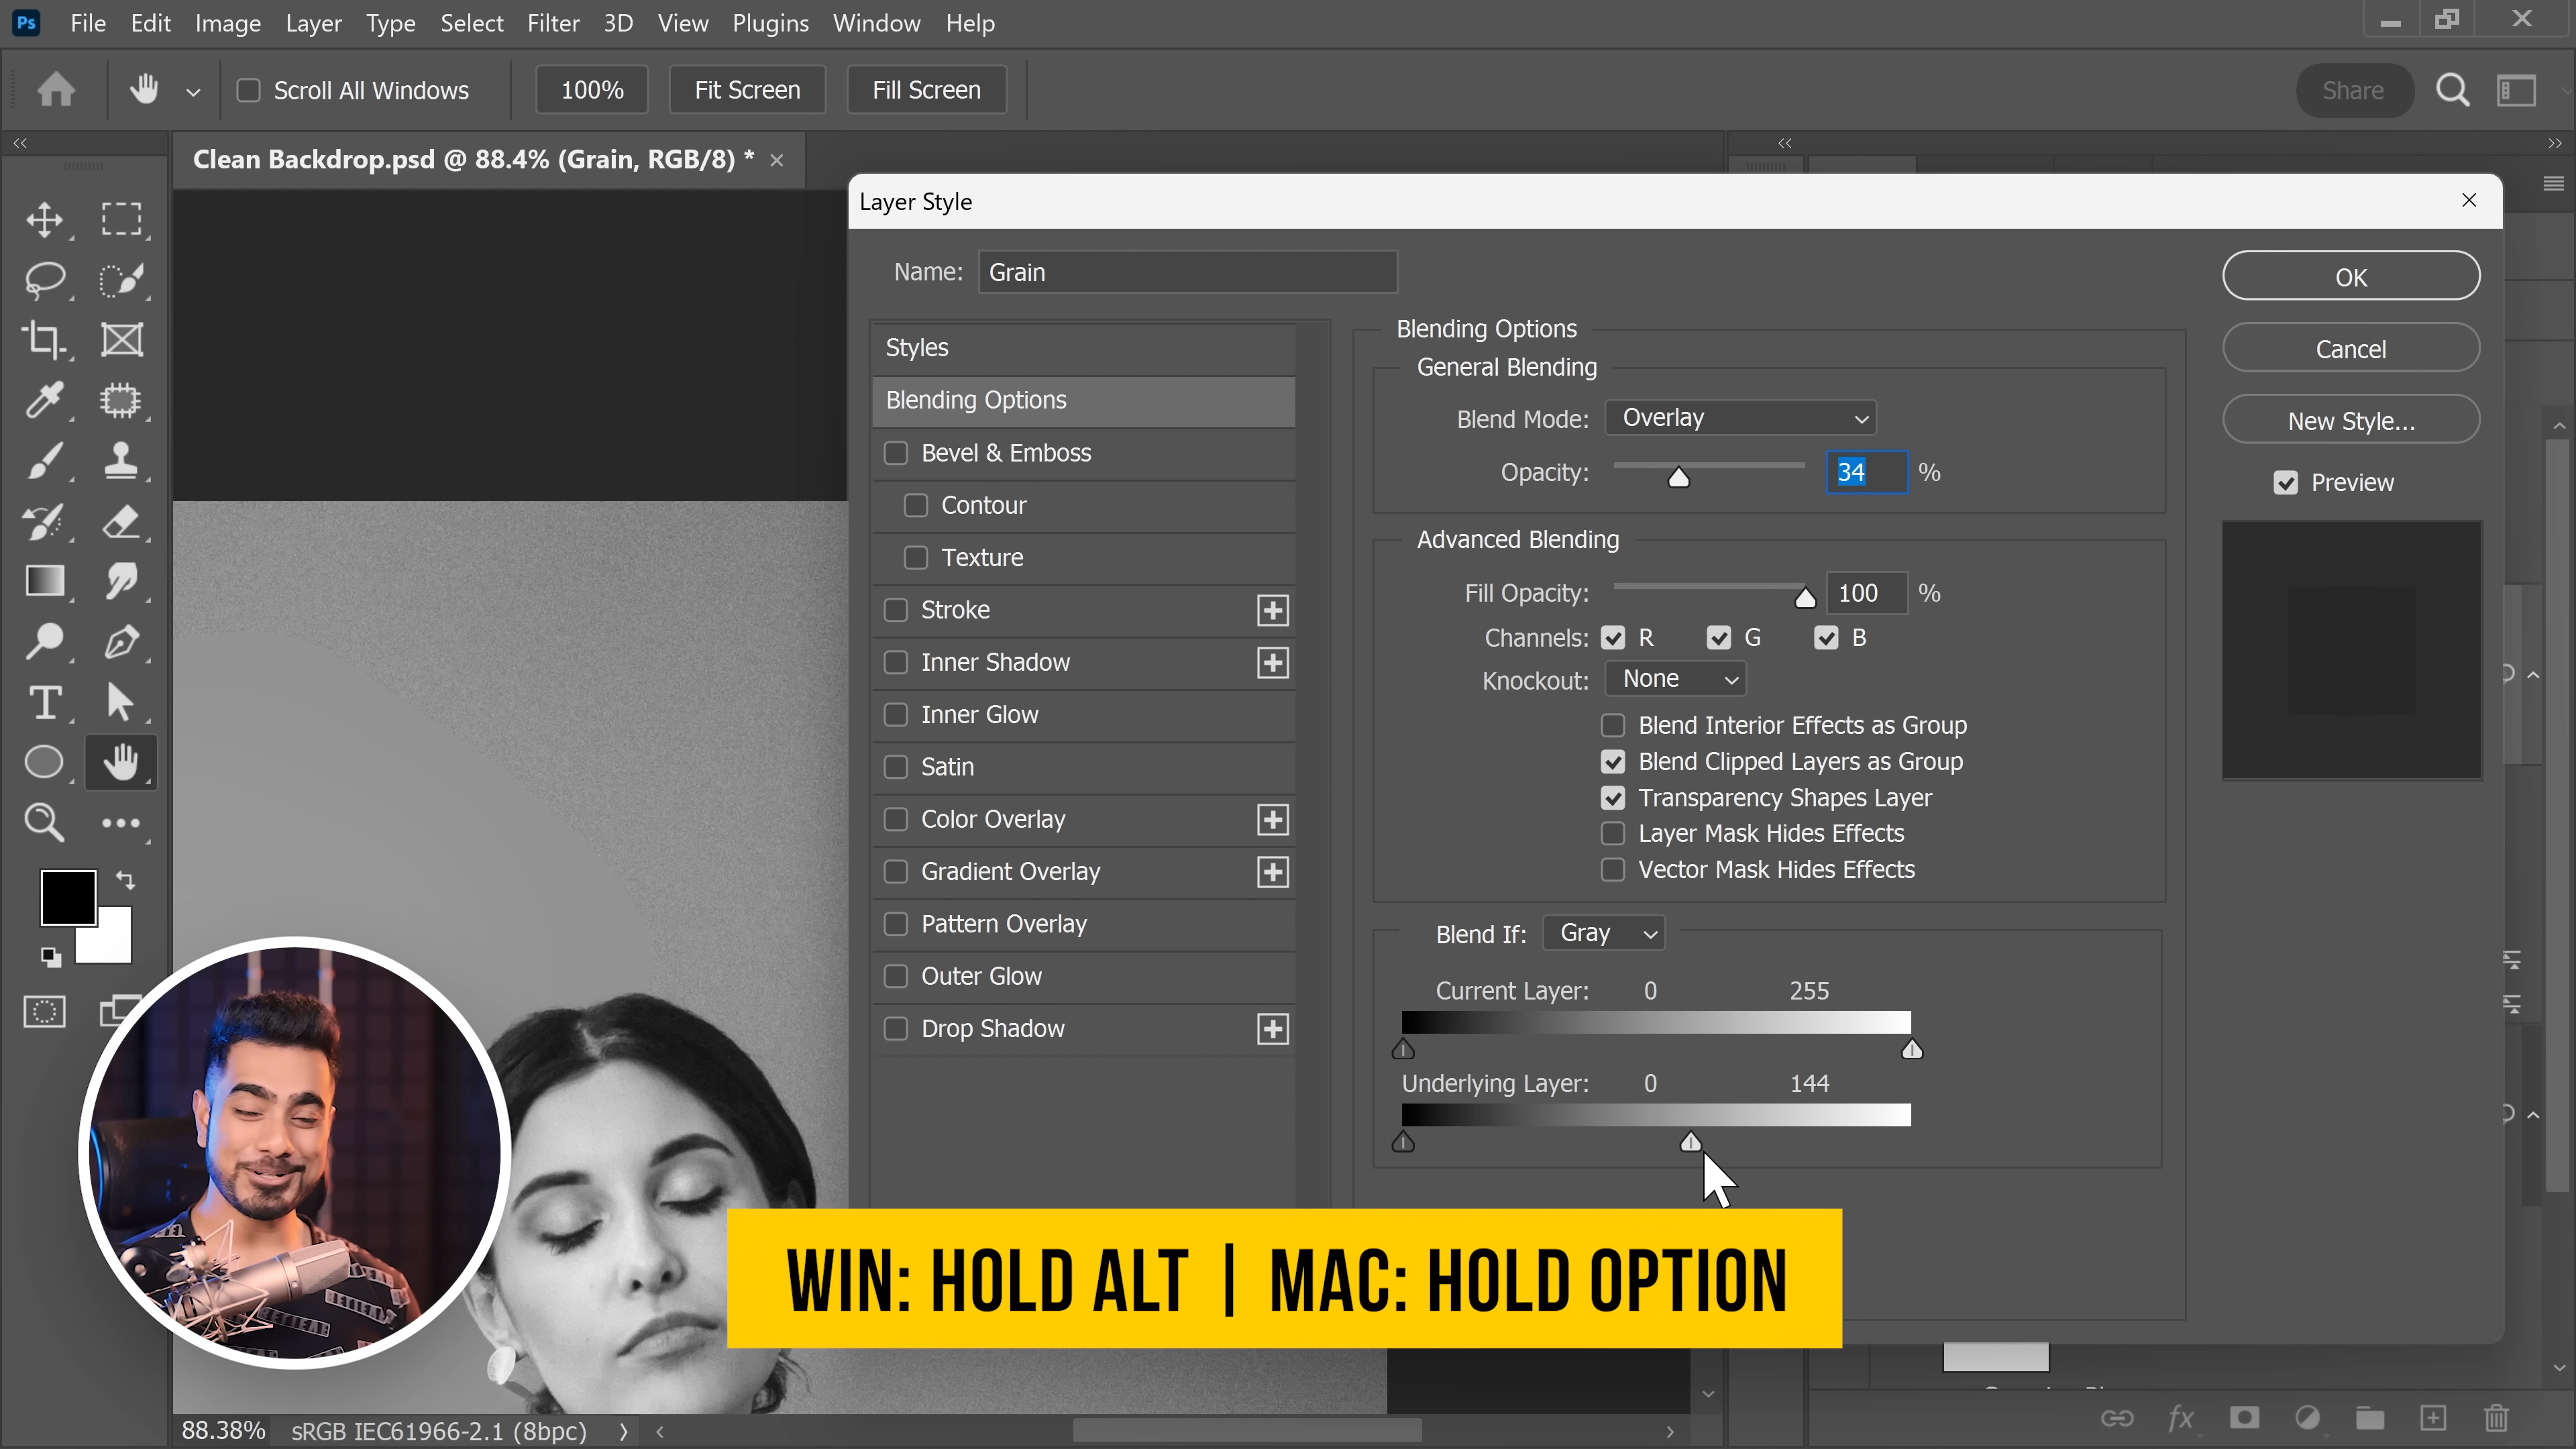 Ps File Edit Image Layer Type Select Filter 3D View Plugins Window Help
Scroll All Windows 100% Fit Screen Fill Screen Share
Clean Backdrop.psd @ 88.4% (Grain, RGB/8) *
Layer Style
Name: Grain
OK
Cancel
New Style...
Preview
Styles
Blending Options
Bevel & Emboss
Contour
Texture
Stroke
Inner Shadow
Inner Glow
Satin
Color Overlay
Gradient Overlay
Pattern Overlay
Outer Glow
Drop Shadow
Blending Options
General Blending
Blend Mode: Overlay
Opacity: 34 %
Advanced Blending
Fill Opacity: 100 %
Channels: R G B
Knockout: None
Blend Interior Effects as Group
Blend Clipped Layers as Group
Transparency Shapes Layer
Layer Mask Hides Effects
Vector Mask Hides Effects
Blend If: Gray
Current Layer: 0 255
Underlying Layer: 0 144
WIN: HOLD ALT | MAC: HOLD OPTION
88.38% sRGB IEC61966-2.1 (8bpc)
fx